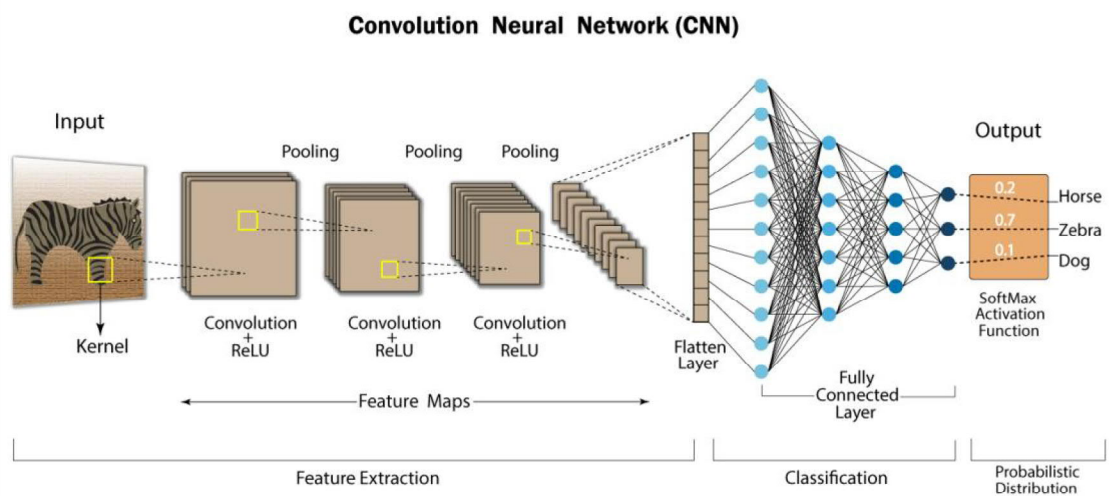 Convolution Neural Network (CNN)
Input
Pooling
Pooling
Pooling
Output
0.2
Horse
0.7
Zebra
0.1
Dog
Kernel
Convolution
+
ReLU
Convolution
+
ReLU
Convolution
+
ReLU
Flatten
Layer
SoftMax
Activation
Function
Feature Maps
Fully
Connected
Layer
Feature Extraction
Classification
Probabilistic
Distribution